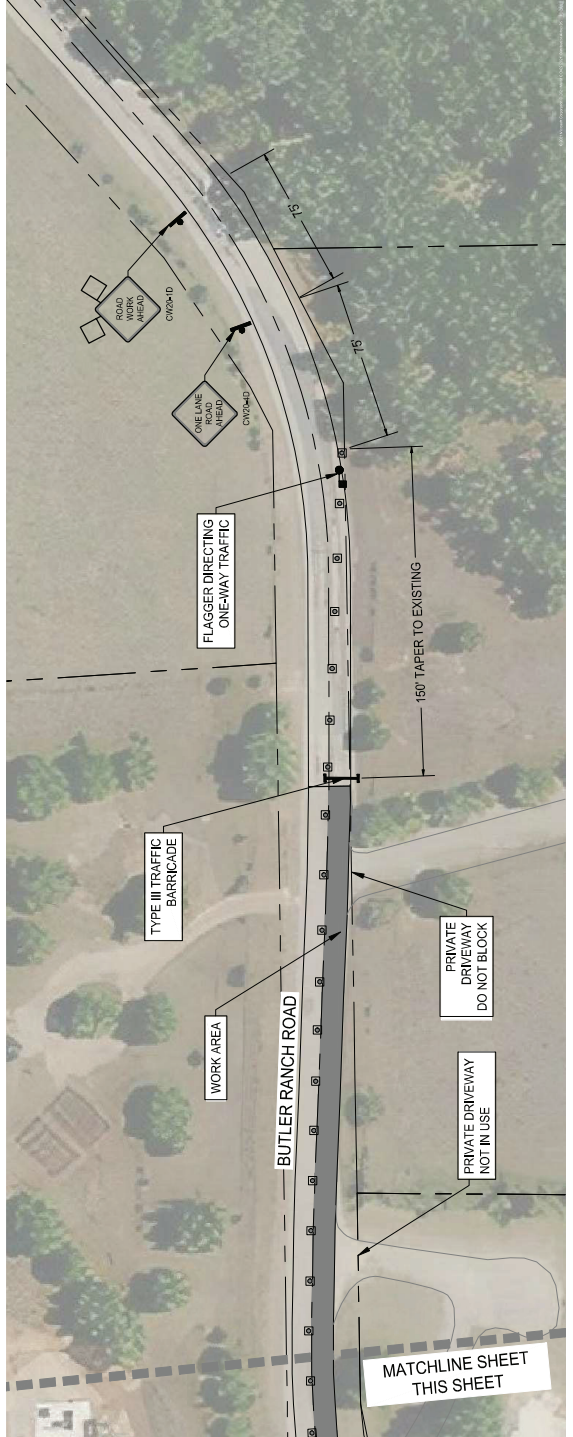 ROAD
WORK
AHEAD
CW20-1D
ONE LANE
ROAD
AHEAD
CW20-4D
75'
75'
FLAGGER DIRECTING
ONE-WAY TRAFFIC
150' TAPER TO EXISTING
TYPE III TRAFFIC
BARRICADE
WORK AREA
PRIVATE
DRIVEWAY
DO NOT BLOCK
BUTLER RANCH ROAD
PRIVATE DRIVEWAY
NOT IN USE
MATCHLINE SHEET
THIS SHEET